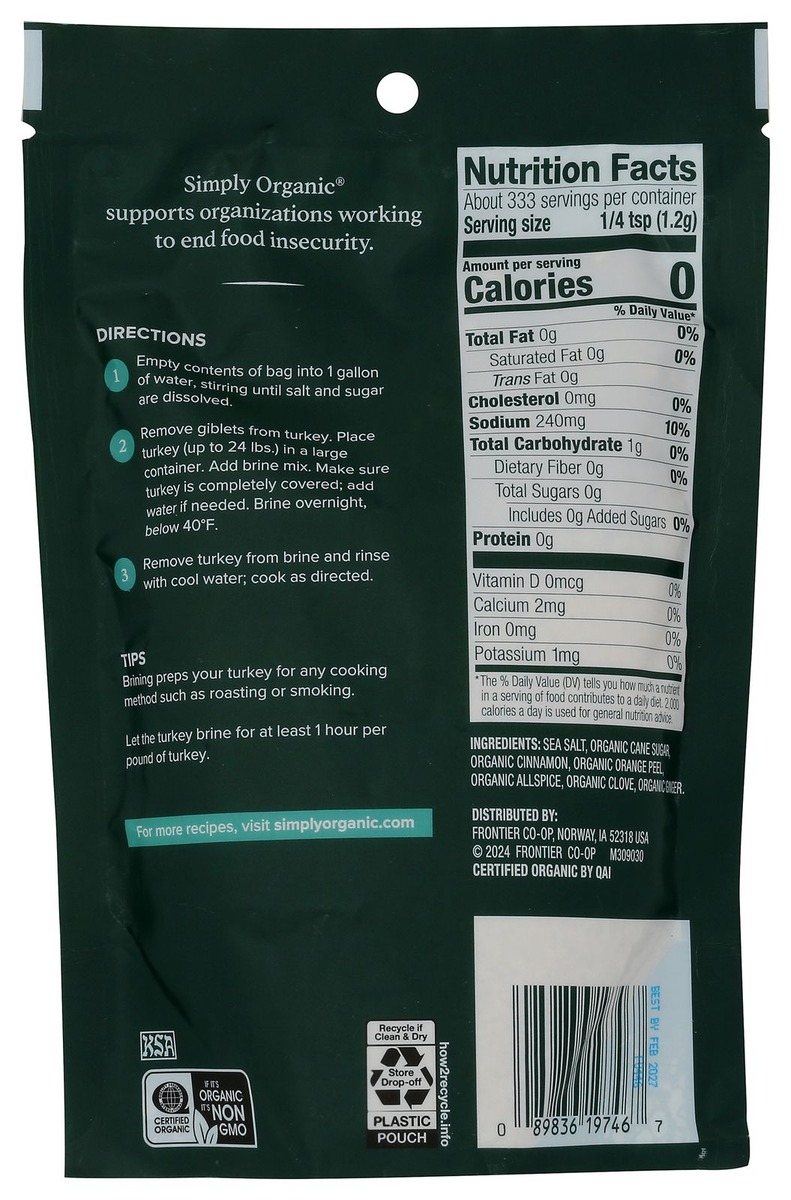 Simply Organic®
supports organizations working
to end food insecurity.
DIRECTIONS
1
Empty contents of bag into 1 gallon
of water, stirring until salt and sugar
are dissolved.
2
Remove giblets from turkey. Place
turkey (up to 24 lbs.) in a large
container. Add brine mix. Make sure
turkey is completely covered; add
water if needed. Brine overnight,
below 40°F.
3
Remove turkey from brine and rinse
with cool water; cook as directed.
TIPS
Brining preps your turkey for any cooking
method such as roasting or smoking.
Let the turkey brine for at least 1 hour per
pound of turkey.
For more recipes, visit simplyorganic.com
Nutrition Facts
About 333 servings per container
Serving size 1/4 tsp (1.2g)
Amount per serving
Calories 0
% Daily Value*
Total Fat 0g 0%
Saturated Fat 0g 0%
Trans Fat 0g
Cholesterol 0mg 0%
Sodium 240mg 10%
Total Carbohydrate 1g 0%
Dietary Fiber 0g 0%
Total Sugars 0g
Includes 0g Added Sugars 0%
Protein 0g
Vitamin D 0mcg 0%
Calcium 2mg 0%
Iron 0mg 0%
Potassium 1mg 0%
*The % Daily Value (DV) tells you how much a nutrient
in a serving of food contributes to a daily diet. 2,000
calories a day is used for general nutrition advice.
INGREDIENTS: SEA SALT, ORGANIC CANE SUGAR,
ORGANIC CINNAMON, ORGANIC ORANGE PEEL,
ORGANIC ALLSPICE, ORGANIC CLOVE, ORGANIC GINGER.
DISTRIBUTED BY:
FRONTIER CO-OP, NORWAY, IA 52318 USA
© 2024 FRONTIER CO-OP M309030
CERTIFIED ORGANIC BY QAI
KSA
CERTIFIED
ORGANIC
IF IT'S
ORGANIC
IT'S NON
GMO
Recycle if
Clean & Dry
Store
Drop-off
PLASTIC
POUCH
how2recycle.info
BEST BY FEB 2027
0 89836 19746 7